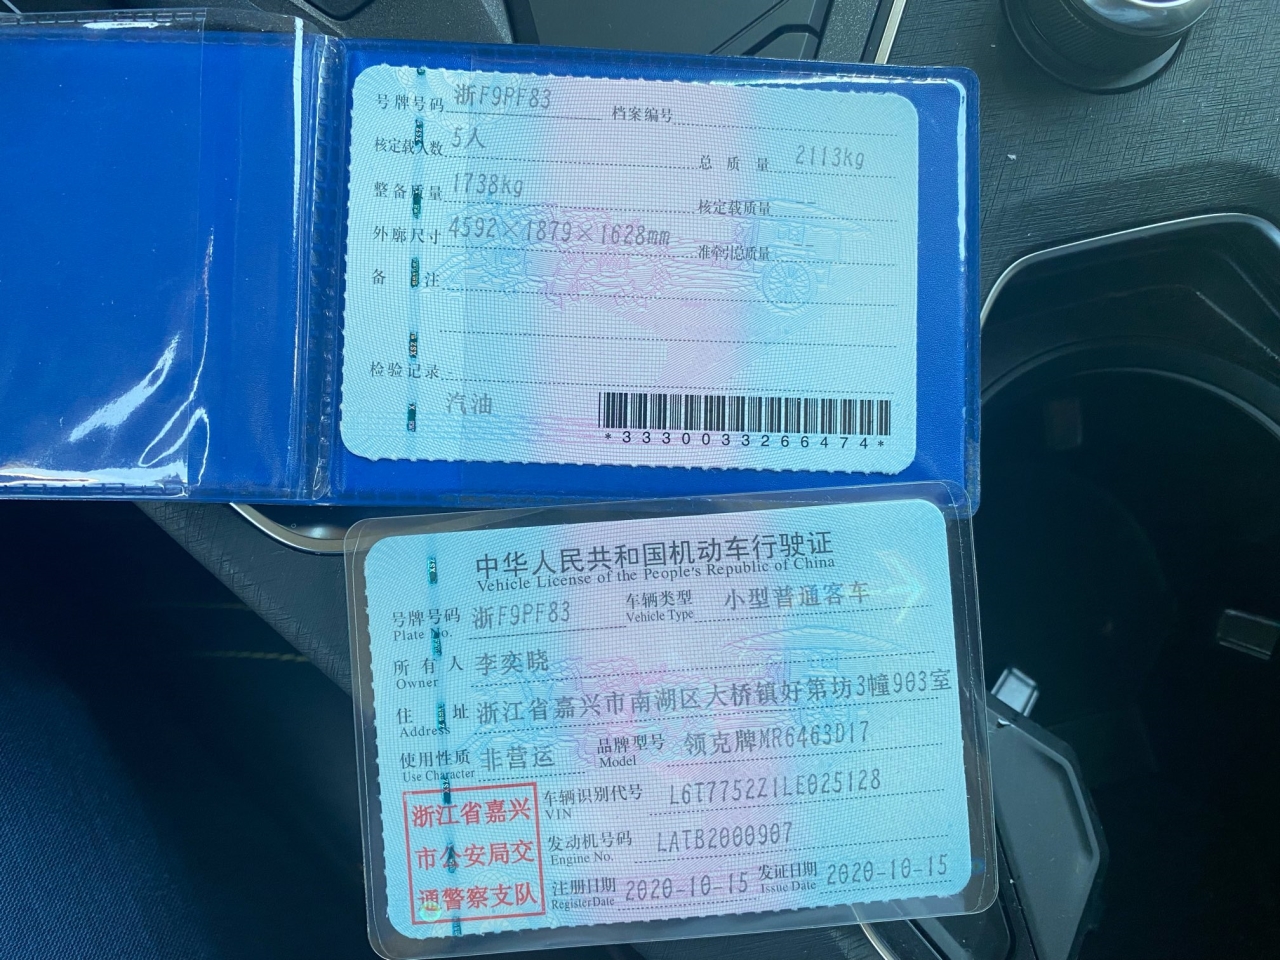 号牌号码 浙F9PF83 档案编号
核定载人数 5人 总质量 2113kg
整备质量 1738kg 核定载质量 --
外廓尺寸 4592×1879×1628mm 准牵引总质量 --
备注
检验记录 -
汽油
*3330033266474*
中华人民共和国机动车行驶证
Vehicle License of the People's Republic of China
号牌号码 浙F9PF83 车辆类型 小型普通客车
Plate No. Vehicle Type
所有人 李奕晓
Owner
住址 浙江省嘉兴市南湖区大桥镇好第坊3幢903室
Address
使用性质 非营运 品牌型号 领克牌MR6463D17
Use Character Model
浙江省嘉兴
市公安局交
通警察支队
车辆识别代号 L6T7752Z1LE025128
VIN
发动机号码 LATB2000907
Engine No.
注册日期 2020-10-15 发证日期 2020-10-15
Register Date Issue Date